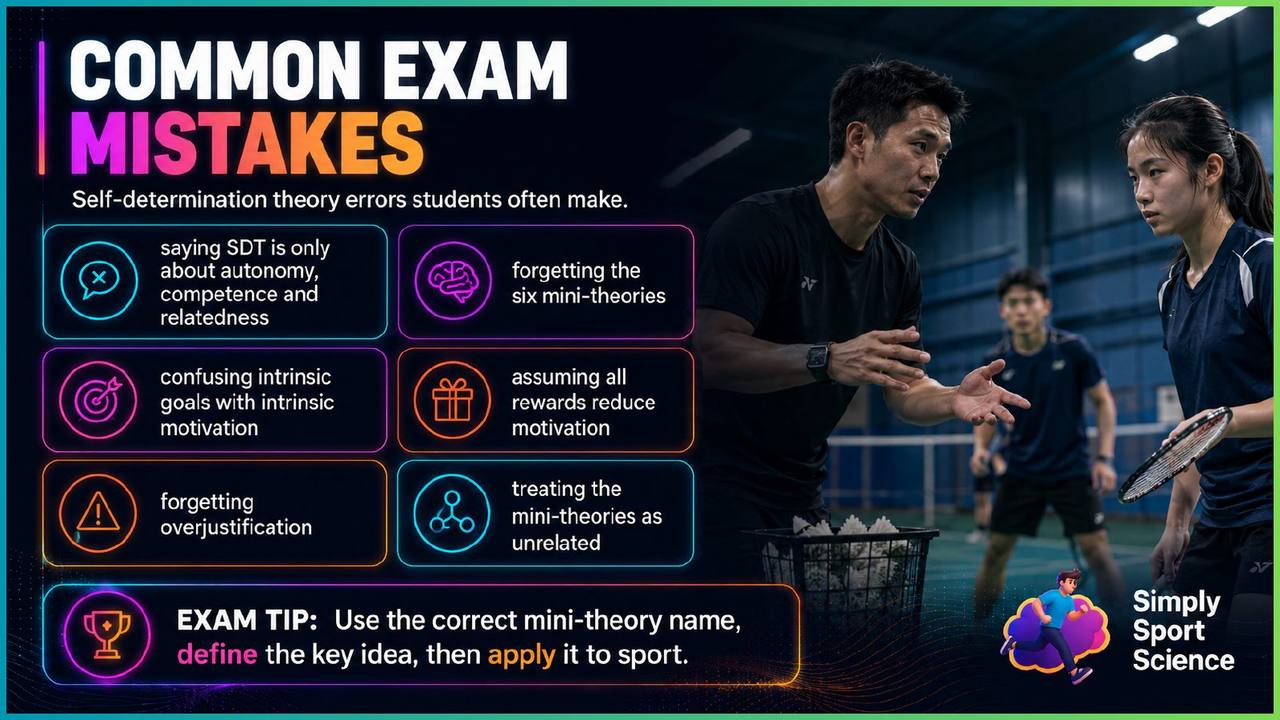 COMMON EXAM
MISTAKES
Self-determination theory errors students often make.
saying SDT is only
about autonomy,
competence and
relatedness
forgetting the
six mini-theories
confusing intrinsic
goals with intrinsic
motivation
assuming all
rewards reduce
motivation
forgetting
overjustification
treating the
mini-theories as
unrelated
EXAM TIP: Use the correct mini-theory name,
define the key idea, then apply it to sport.
Simply
Sport
Science